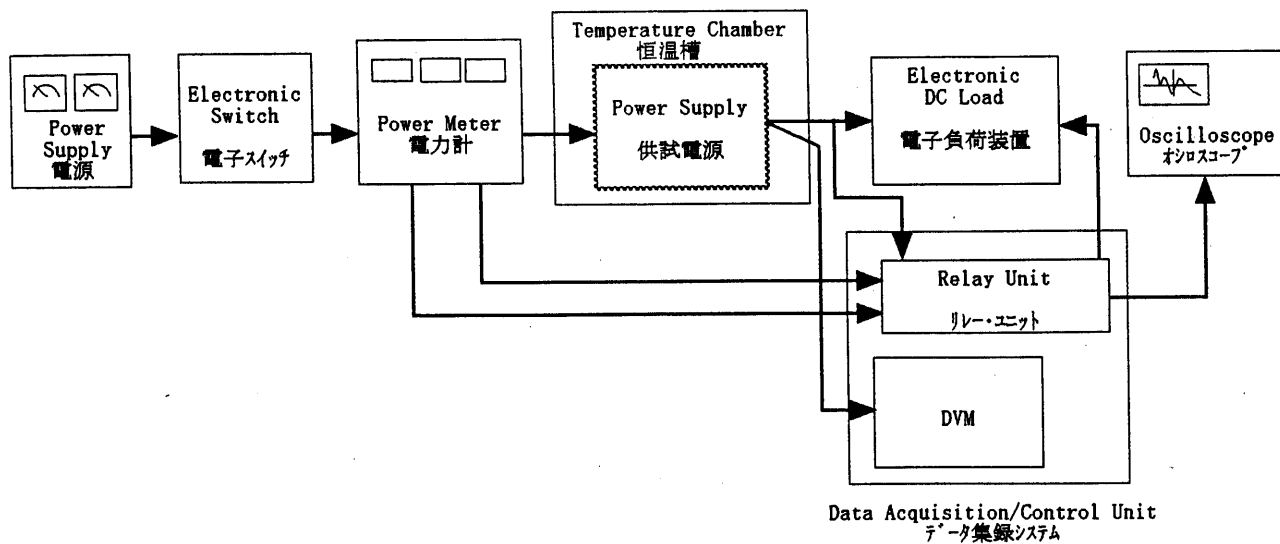 Power
Supply
電源
Electronic
Switch
電子スイッチ
Power Meter
電力計
Temperature Chamber
恒温槽
Power Supply
供試電源
Electronic
DC Load
電子負荷装置
Oscilloscope
オシロスコープ
Relay Unit
リレー・ユニット
DVM
Data Acquisition/Control Unit
データ集録システム